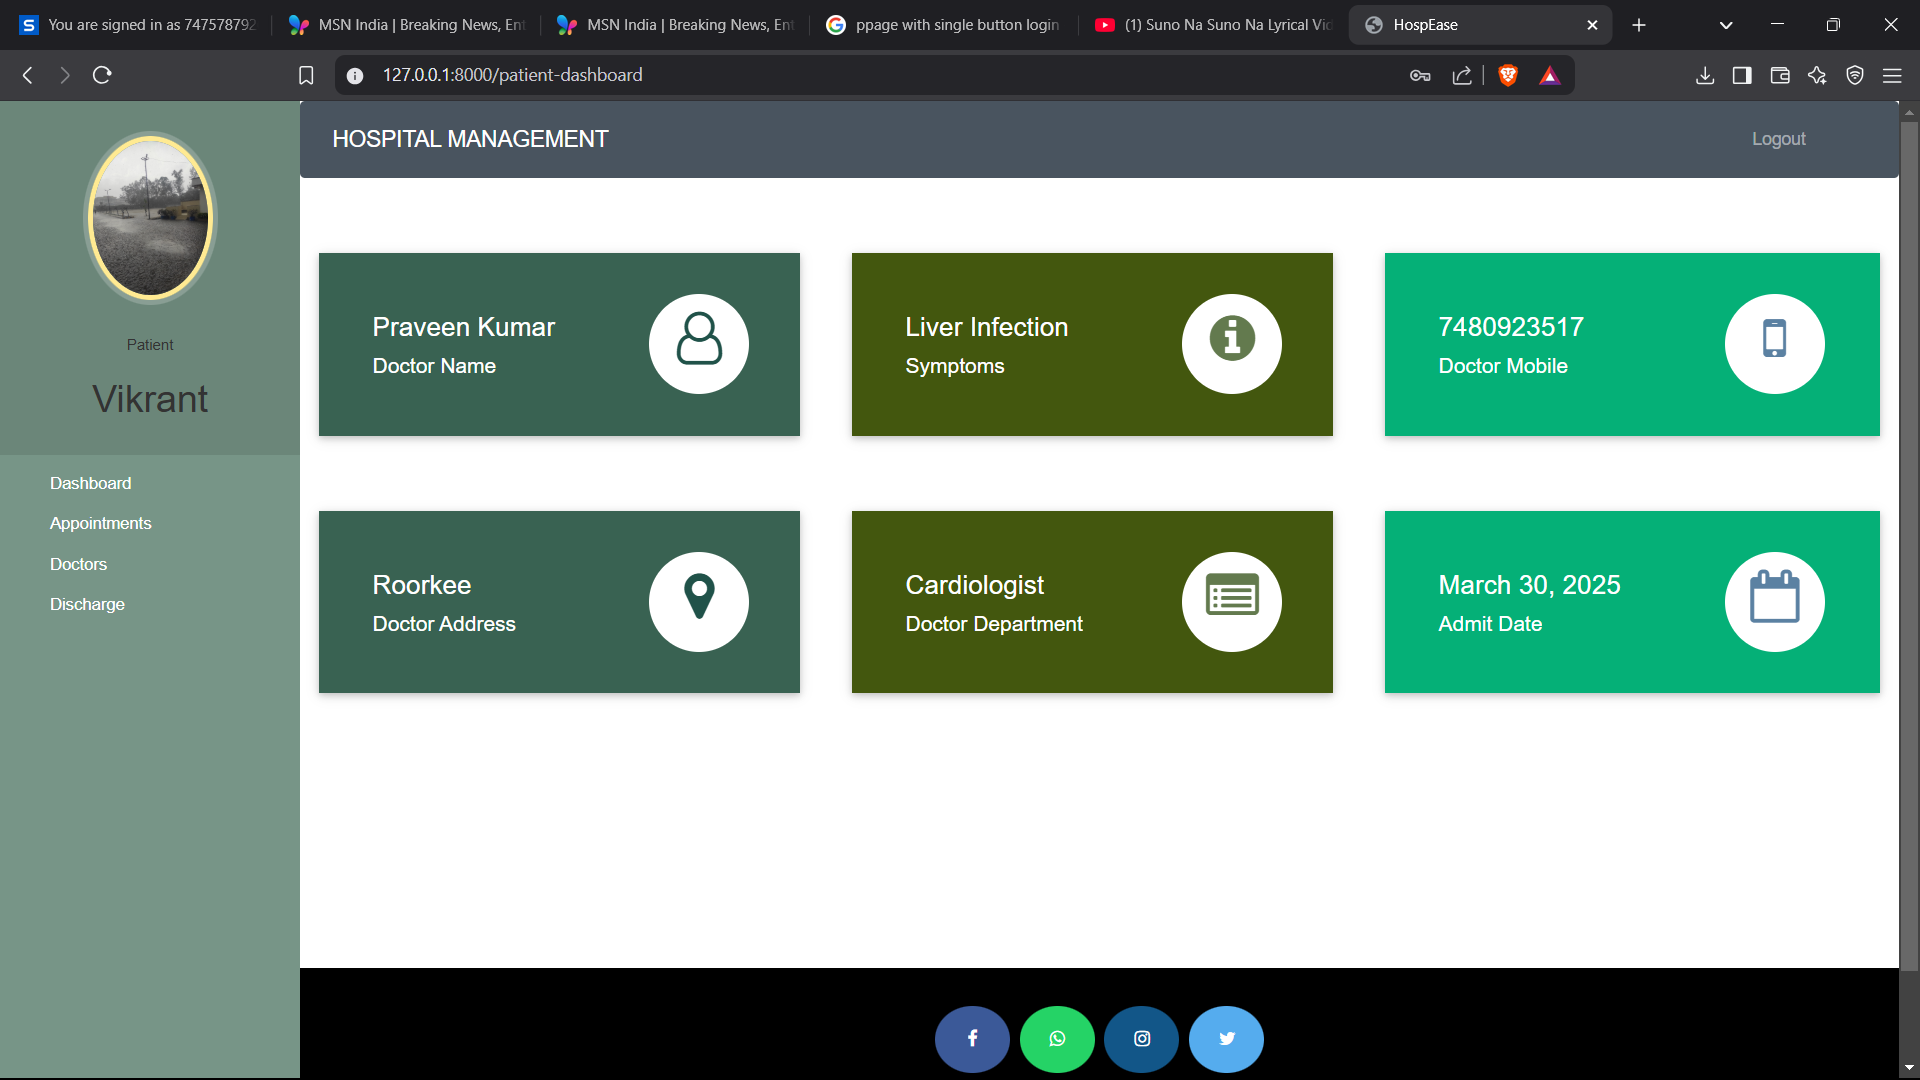 You are signed in as 747578792
MSN India | Breaking News, Ent
MSN India | Breaking News, Ent
ppage with single button login
(1) Suno Na Suno Na Lyrical Vid
HospEase
127.0.0.1:8000/patient-dashboard
HOSPITAL MANAGEMENT
Logout
Patient
Vikrant
Dashboard
Appointments
Doctors
Discharge
Praveen Kumar
Doctor Name
Liver Infection
Symptoms
7480923517
Doctor Mobile
Roorkee
Doctor Address
Cardiologist
Doctor Department
March 30, 2025
Admit Date